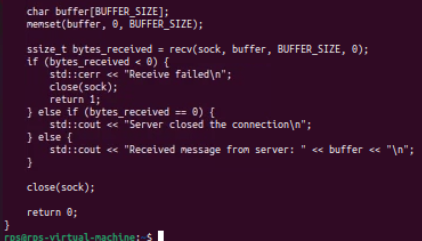 char buffer[BUFFER_SIZE];
memset(buffer, 0, BUFFER_SIZE);
ssize_t bytes_received = recv(sock, buffer, BUFFER_SIZE, 0);
if (bytes_received < 0) {
std::cerr << "Receive failed\n";
close(sock);
return 1;
} else if (bytes_received == 0) {
std::cout << "Server closed the connection\n";
} else {
std::cout << "Received message from server: " << buffer << "\n";
}
close(sock);
return 0;
}
rps@rps-virtual-machine:~$